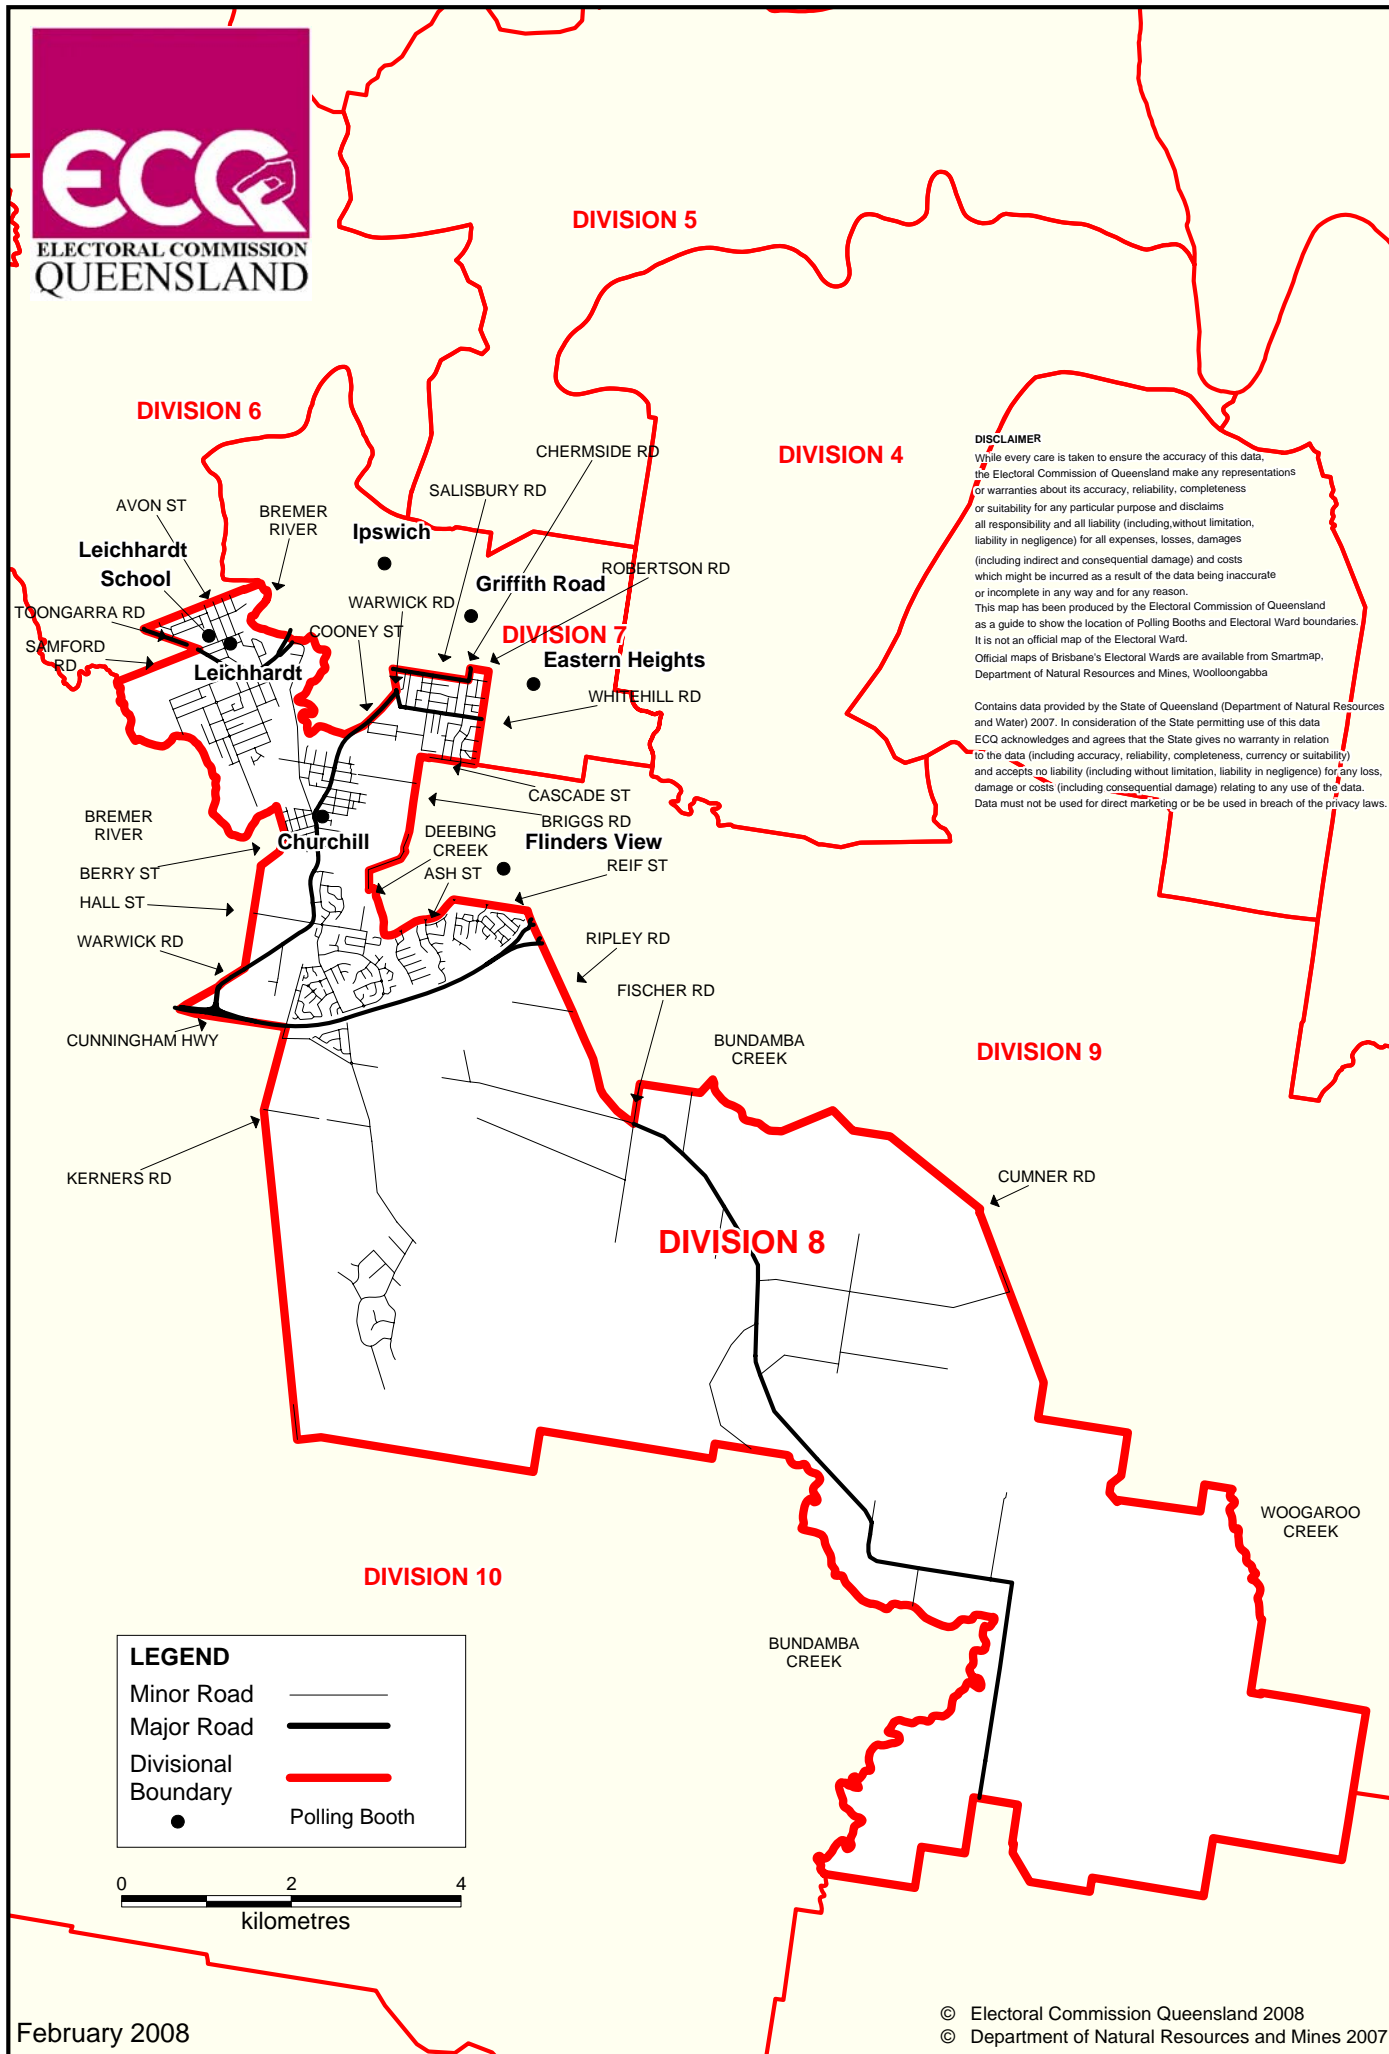 ECQ
ELECTORAL COMMISSION
QUEENSLAND
DIVISION 5
DIVISION 6
DIVISION 4
CHERMSIDE RD
SALISBURY RD
AVON ST
BREMER
RIVER
Ipswich
Leichhardt
School
Griffith Road
ROBERTSON RD
TOONGARRA RD
WARWICK RD
COONEY ST
DIVISION 7
SAMFORD
RD
Leichhardt
Eastern Heights
WHITEHILL RD
DISCLAIMER
While every care is taken to ensure the accuracy of this data,
the Electoral Commission of Queensland make any representations
or warranties about its accuracy, reliability, completeness
or suitability for any particular purpose and disclaims
all responsibility and all liability (including,without limitation,
liability in negligence) for all expenses, losses, damages
(including indirect and consequential damage) and costs
which might be incurred as a result of the data being inaccurate
or incomplete in any way and for any reason.
This map has been produced by the Electoral Commission of Queensland
as a guide to show the location of Polling Booths and Electoral Ward boundaries.
It is not an official map of the Electoral Ward.
Official maps of Brisbane's Electoral Wards are available from Smartmap,
Department of Natural Resources and Mines, Woolloongabba
Contains data provided by the State of Queensland (Department of Natural Resources
and Water) 2007. In consideration of the State permitting use of this data
ECQ acknowledges and agrees that the State gives no warranty in relation
to the data (including accuracy, reliability, completeness, currency or suitability)
and accepts no liability (including without limitation, liability in negligence) for any loss,
damage or costs (including consequential damage) relating to any use of the data.
Data must not be used for direct marketing or be be used in breach of the privacy laws.
CASCADE ST
BRIGGS RD
BREMER
RIVER
Churchill
DEEBING
CREEK
Flinders View
BERRY ST
ASH ST
REIF ST
HALL ST
WARWICK RD
RIPLEY RD
FISCHER RD
CUNNINGHAM HWY
BUNDAMBA
CREEK
DIVISION 9
KERNERS RD
CUMNER RD
DIVISION 8
WOOGAROO
CREEK
DIVISION 10
BUNDAMBA
CREEK
LEGEND
Minor Road
Major Road
Divisional
Boundary
Polling Booth
0 2 4
kilometres
February 2008
© Electoral Commission Queensland 2008
© Department of Natural Resources and Mines 2007